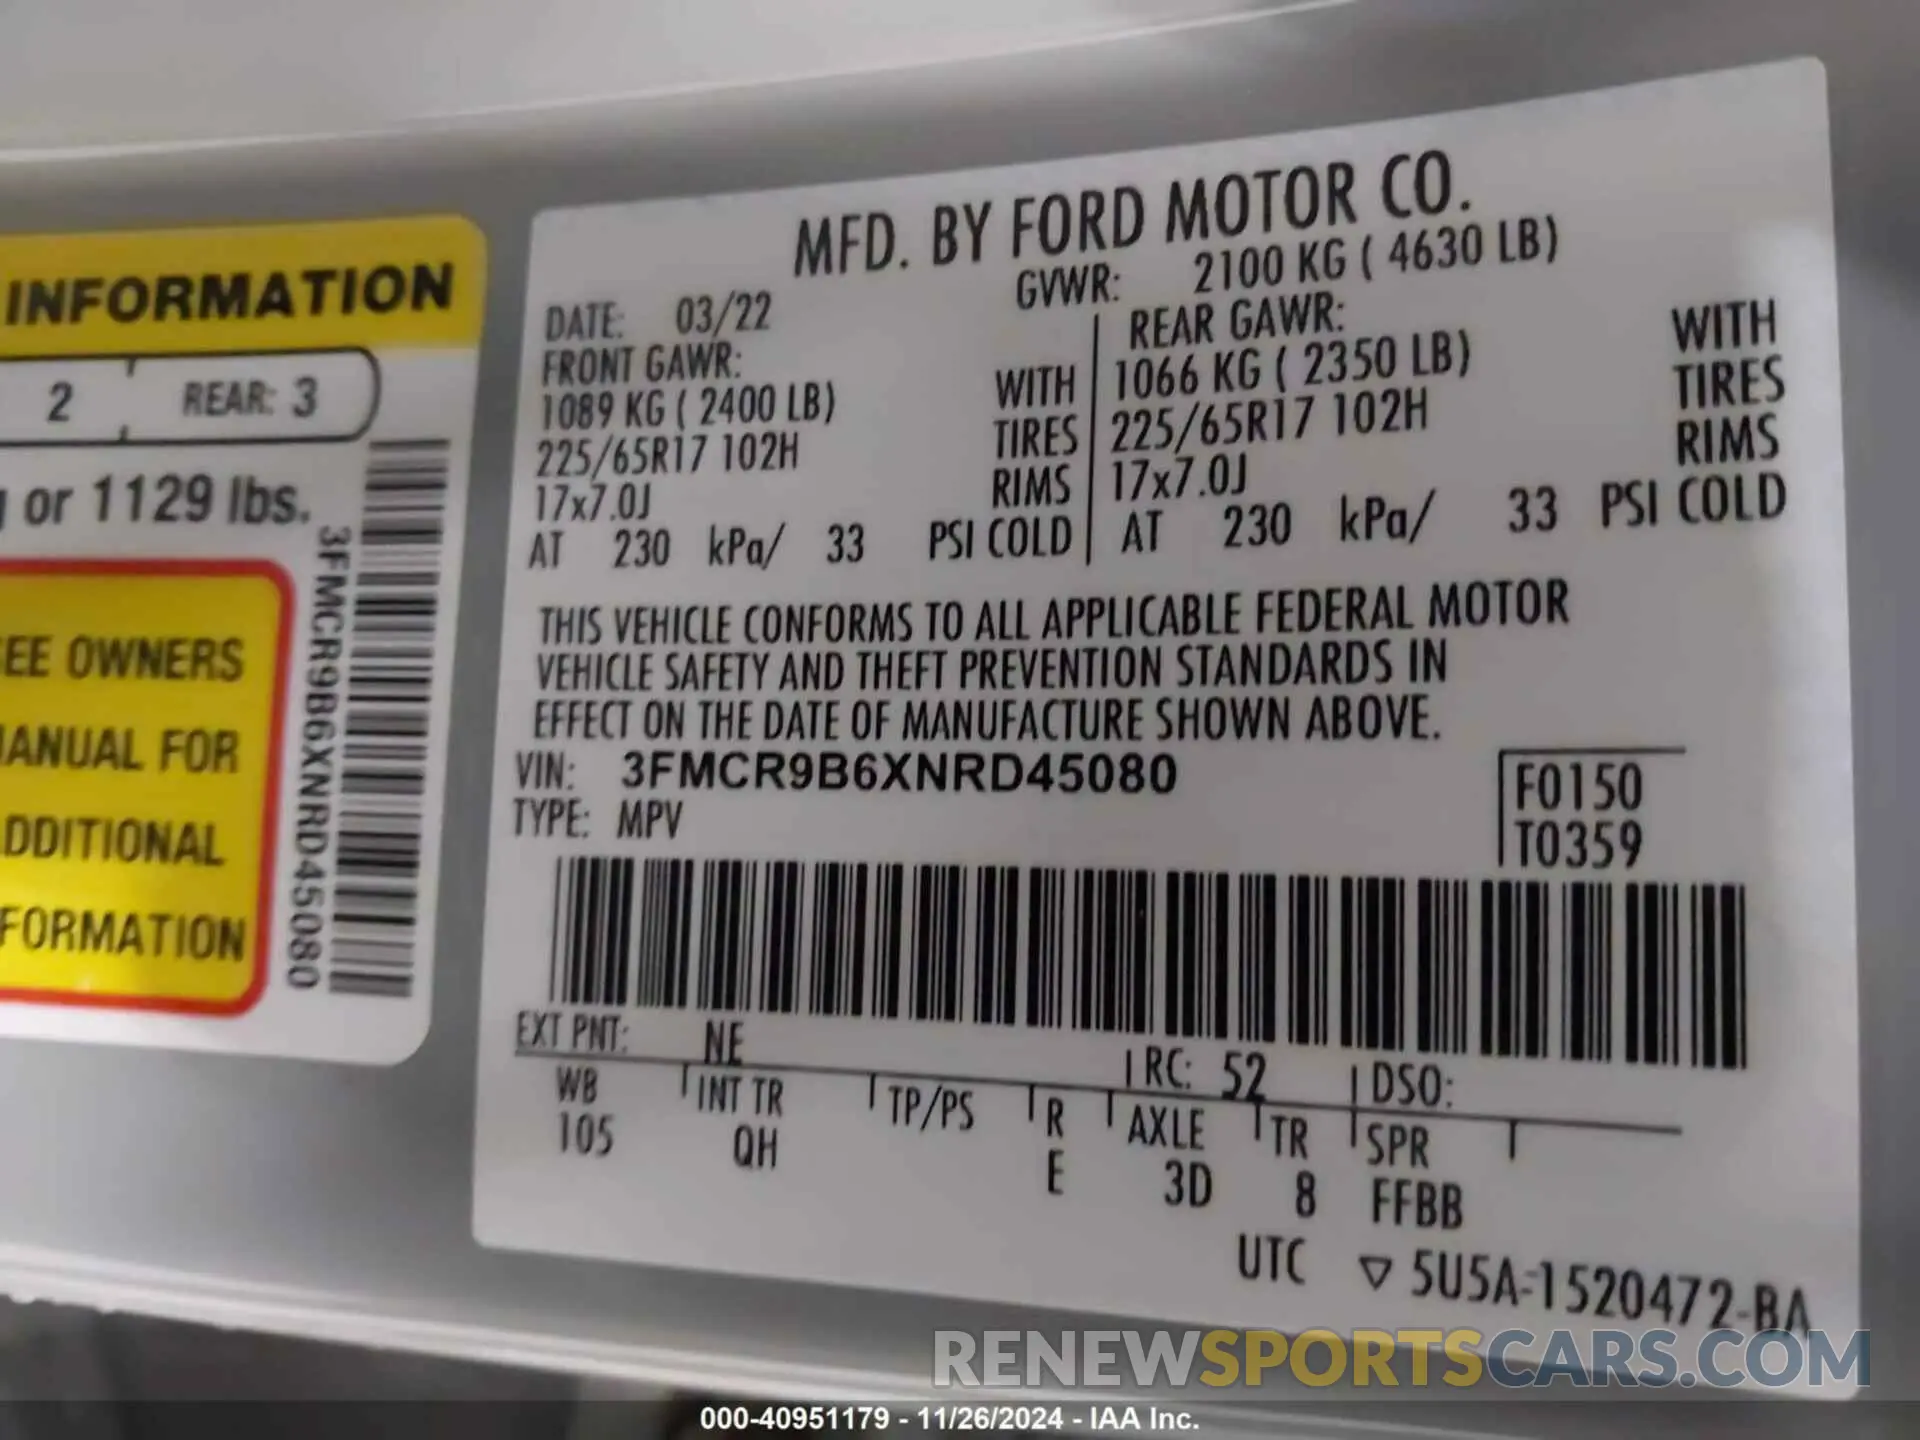 INFORMATION
2 REAR: 3
or 1129 lbs.
EE OWNERS
ANUAL FOR
DDITIONAL
FORMATION
3FMCR9B6XNRD45080
MFD. BY FORD MOTOR CO.
DATE: 03/22 GVWR: 2100 KG ( 4630 LB)
FRONT GAWR: REAR GAWR:
1089 KG ( 2400 LB) WITH 1066 KG ( 2350 LB) WITH
225/65R17 102H TIRES 225/65R17 102H TIRES
17x7.0J RIMS 17x7.0J RIMS
AT 230 kPa/ 33 PSI COLD AT 230 kPa/ 33 PSI COLD
THIS VEHICLE CONFORMS TO ALL APPLICABLE FEDERAL MOTOR
VEHICLE SAFETY AND THEFT PREVENTION STANDARDS IN
EFFECT ON THE DATE OF MANUFACTURE SHOWN ABOVE.
VIN: 3FMCR9B6XNRD45080 F0150
TYPE: MPV T0359
EXT PNT: NE RC: 52 DSO:
WB INT TR TP/PS R AXLE TR SPR
105 QH E 3D 8 FFBB
UTC ▽ 5U5A-1520472-BA
RENEWSPORTSCARS.COM
000-40951179 - 11/26/2024 - IAA Inc.